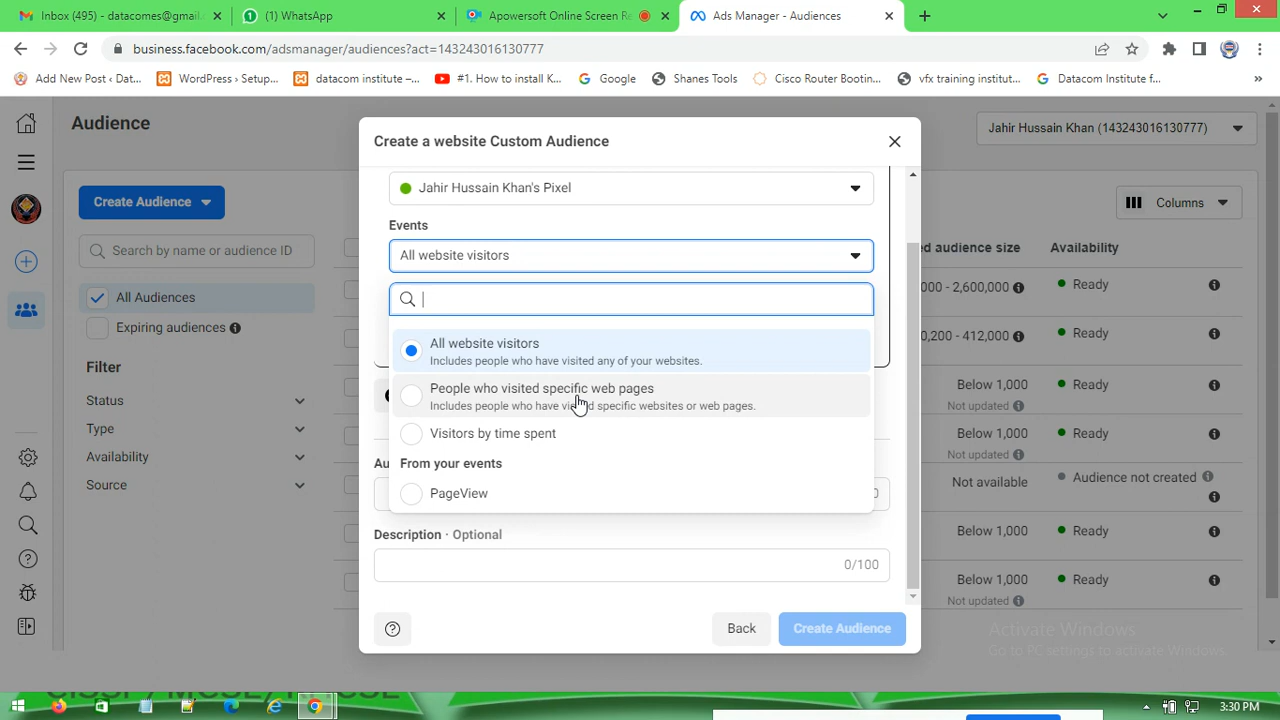 Inbox (495) - datacomes@gmail.
WhatsApp
Apowersoft Online Screen Re
Ads Manager - Audiences
business.facebook.com/adsmanager/audiences?act=143243016130777
Add New Post ‹ Dat...
WordPress › Setup...
datacom institute –...
#1. How to install K...
Google
Shanes Tools
Cisco Router Bootin...
vfx training institut...
Datacom Institute f...
Audience
Jahir Hussain Khan (143243016130777)
Create Audience
Columns
Search by name or audience ID
All Audiences
Expiring audiences
Filter
Status
Type
Availability
Source
Create a website Custom Audience
Jahir Hussain Khan's Pixel
Events
All website visitors
All website visitors
Includes people who have visited any of your websites.
People who visited specific web pages
Includes people who have visited specific websites or web pages.
Visitors by time spent
From your events
PageView
Au
0
Description · Optional
0/100
Back
Create Audience
d audience size
Availability
000 - 2,600,000
Ready
0,200 - 412,000
Ready
Below 1,000
Ready
Not updated
Below 1,000
Ready
Not updated
Not available
Audience not created
Below 1,000
Ready
Below 1,000
Ready
Not updated
Activate Windows
Go to PC settings to activate Windows.
3:30 PM